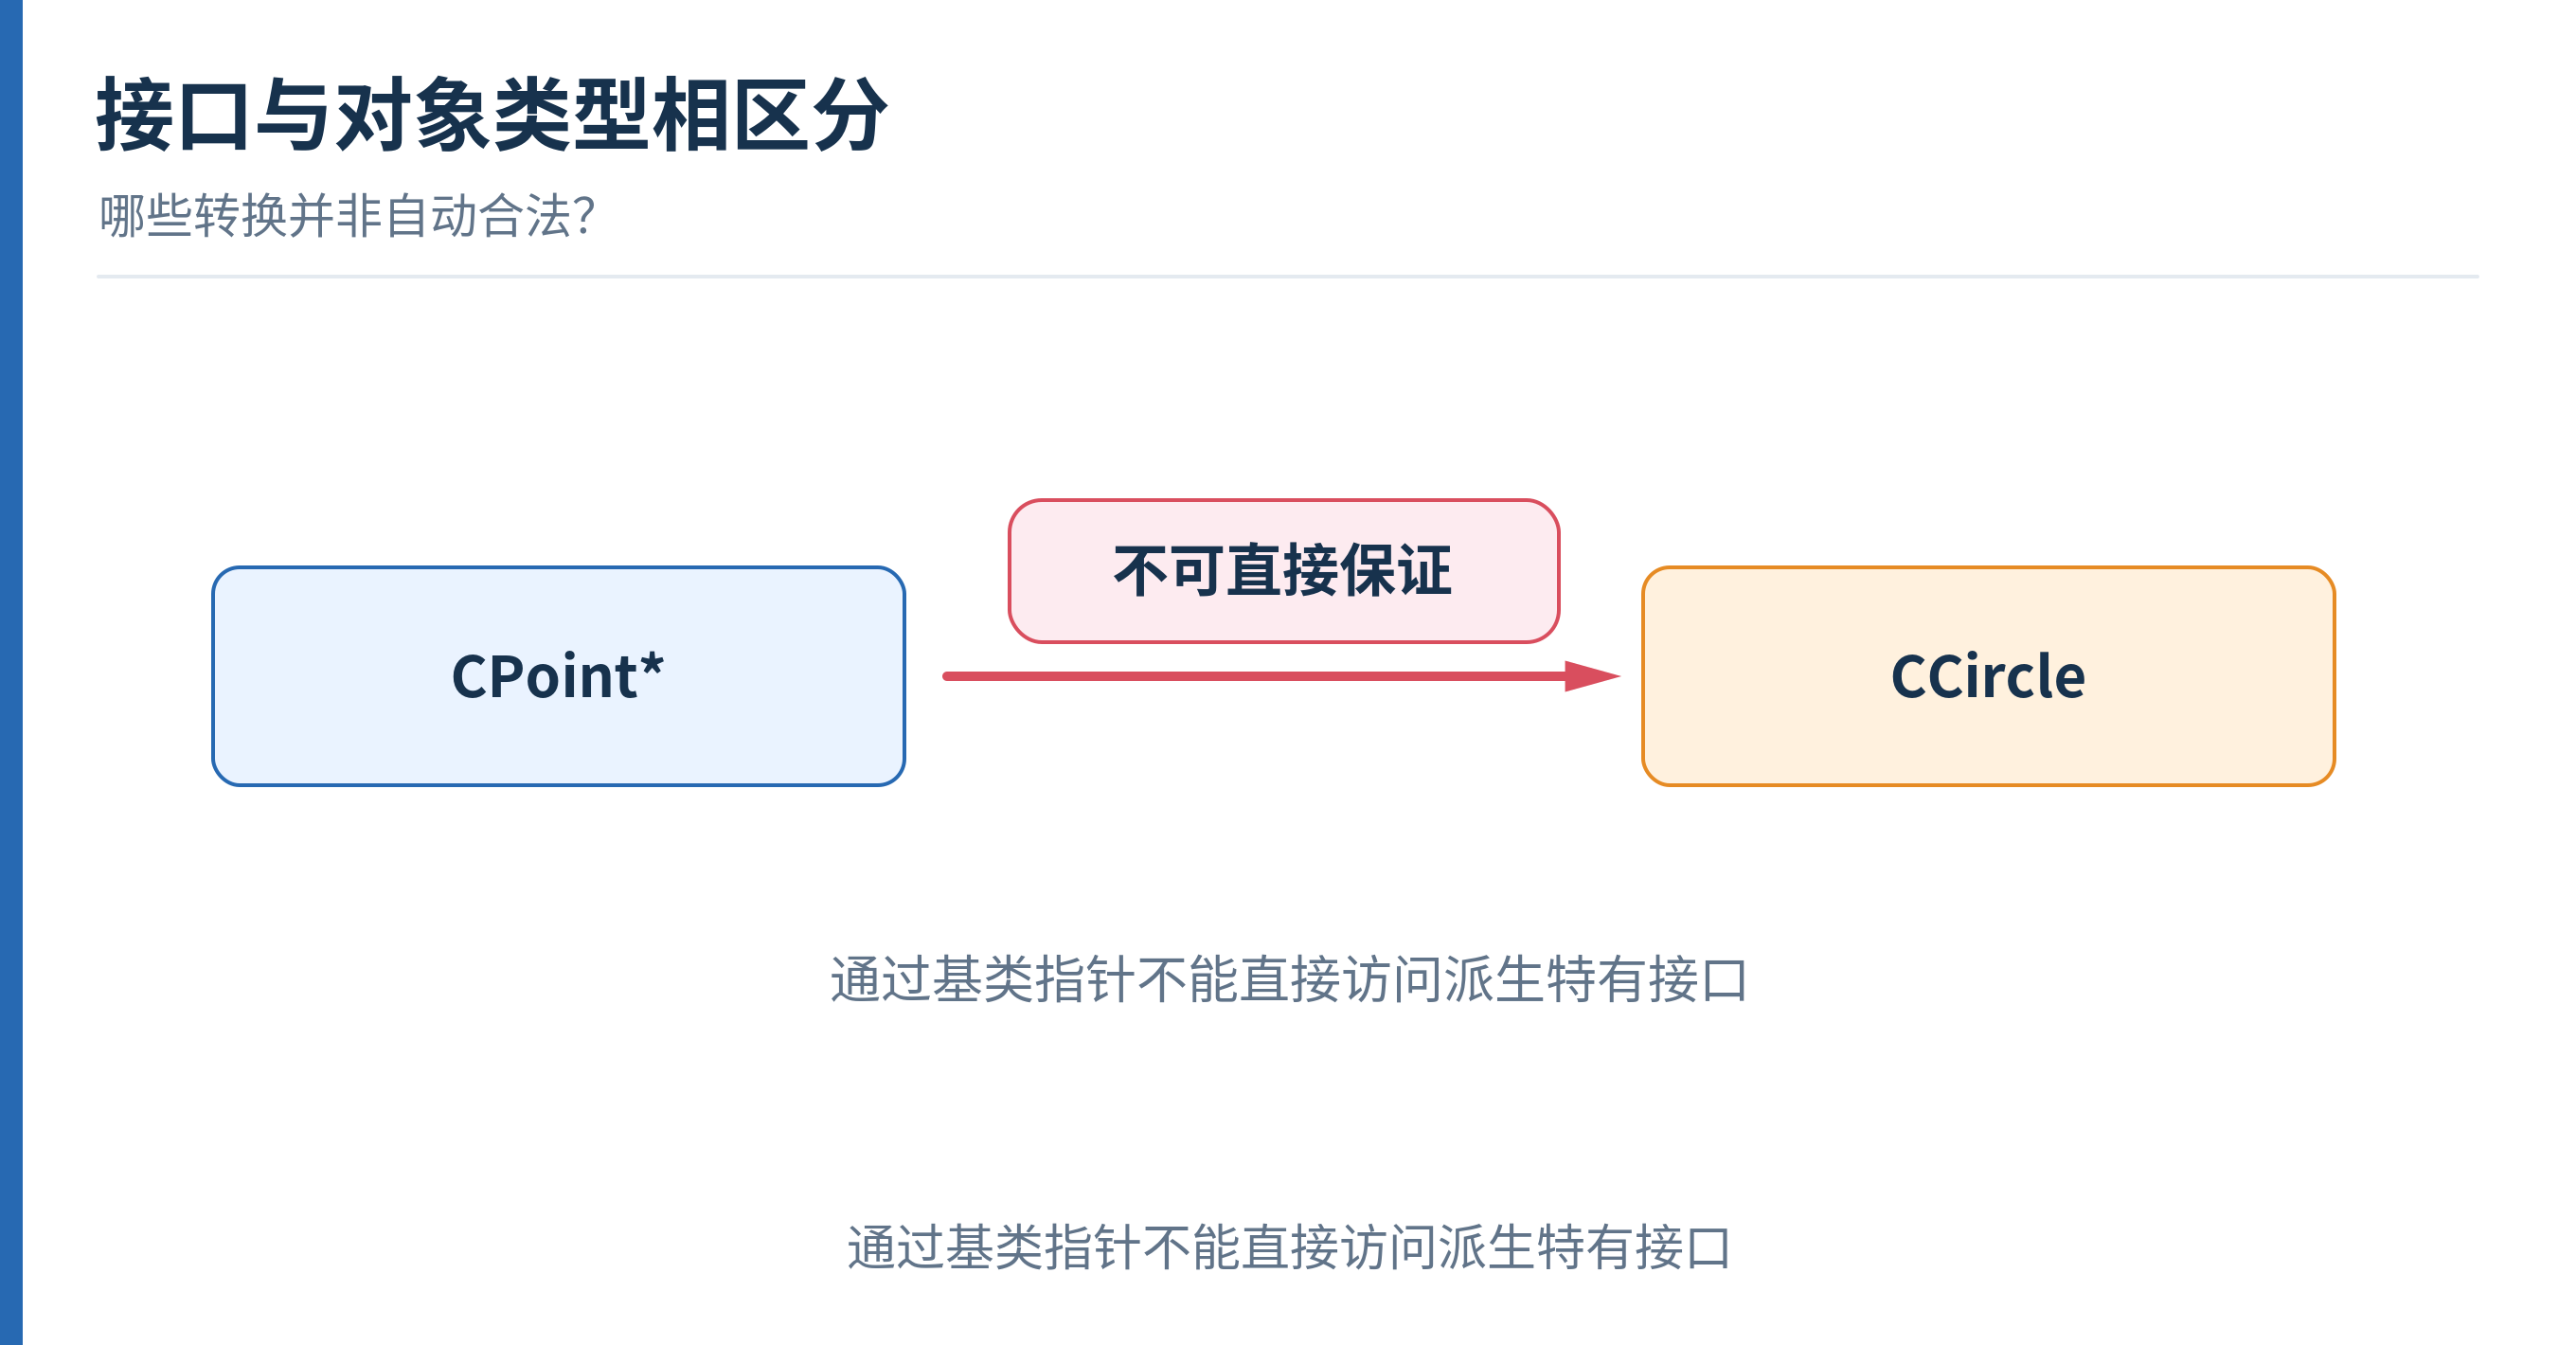 接口与对象类型相区分
哪些转换并非自动合法？
不可直接保证
CPoint*
CCircle
通过基类指针不能直接访问派生特有接口
通过基类指针不能直接访问派生特有接口